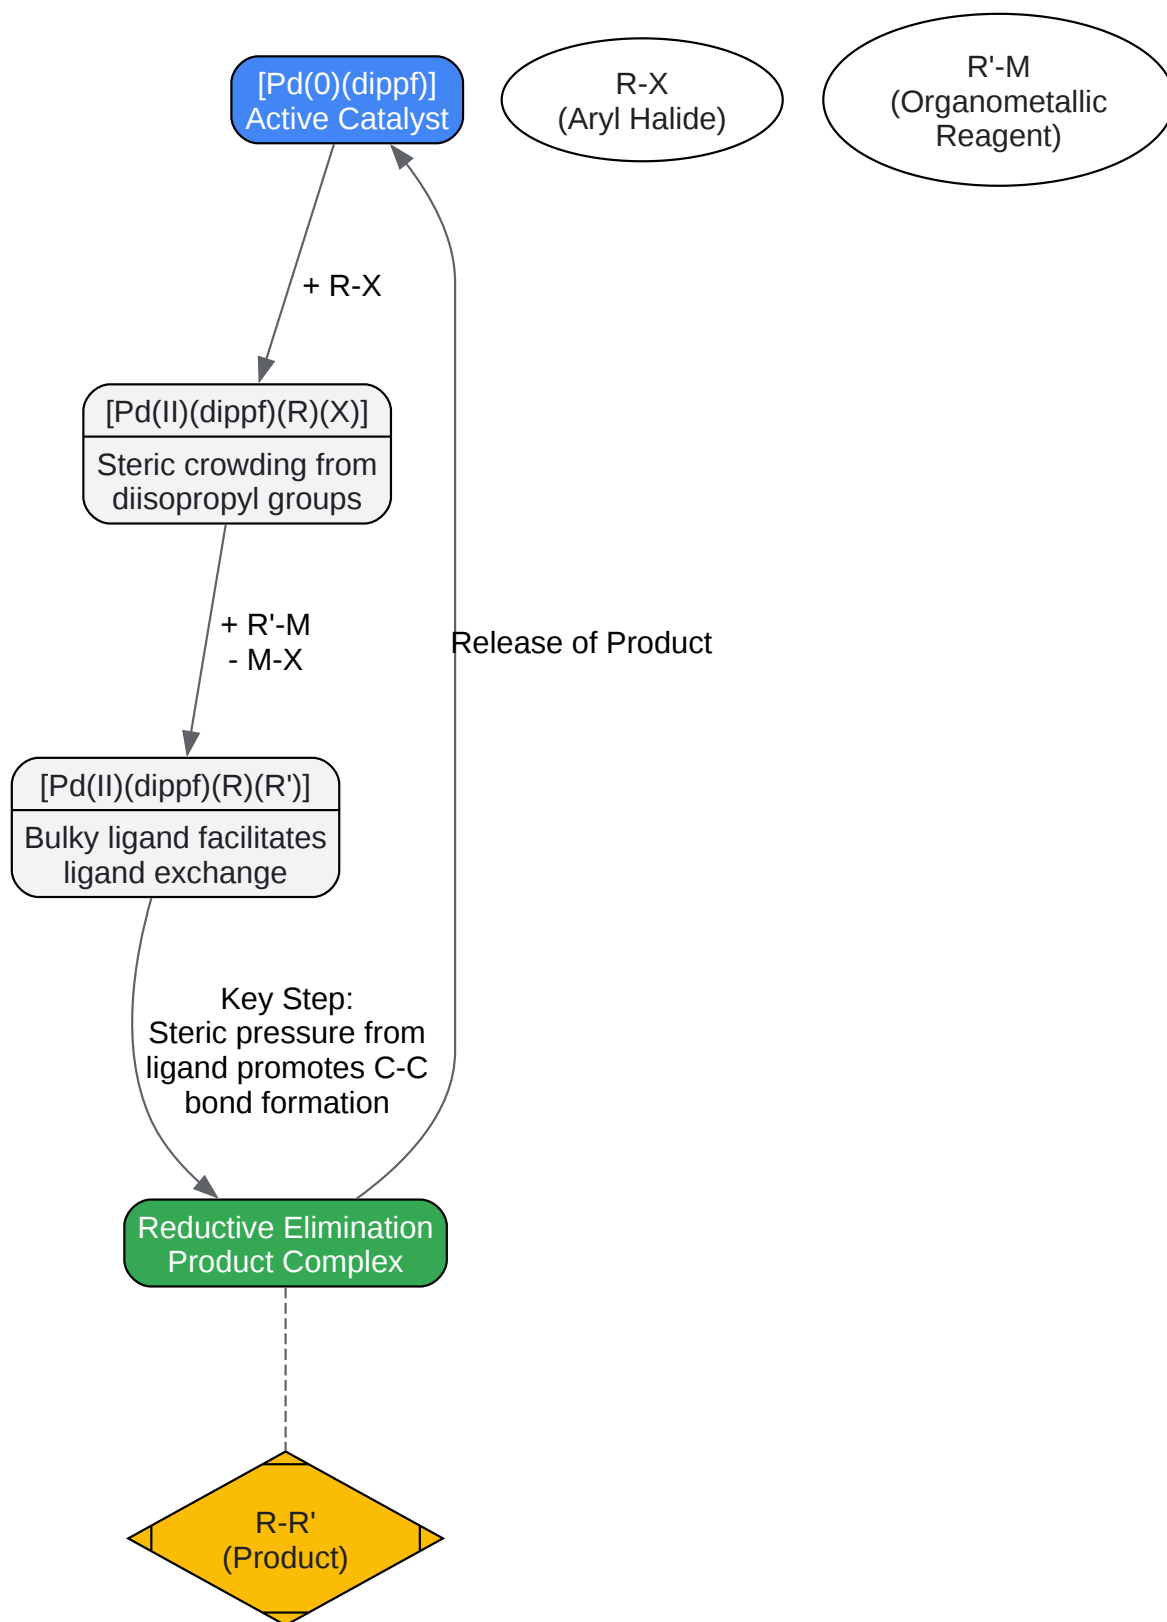 [Pd(0)(dippf)]
Active Catalyst
R-X
(Aryl Halide)
R'-M
(Organometallic
Reagent)
+ R-X
[Pd(II)(dippf)(R)(X)]
Steric crowding from
diisopropyl groups
+ R'-M
- M-X
Release of Product
[Pd(II)(dippf)(R)(R')]
Bulky ligand facilitates
ligand exchange
Key Step:
Steric pressure from
ligand promotes C-C
bond formation
Reductive Elimination
Product Complex
R-R'
(Product)